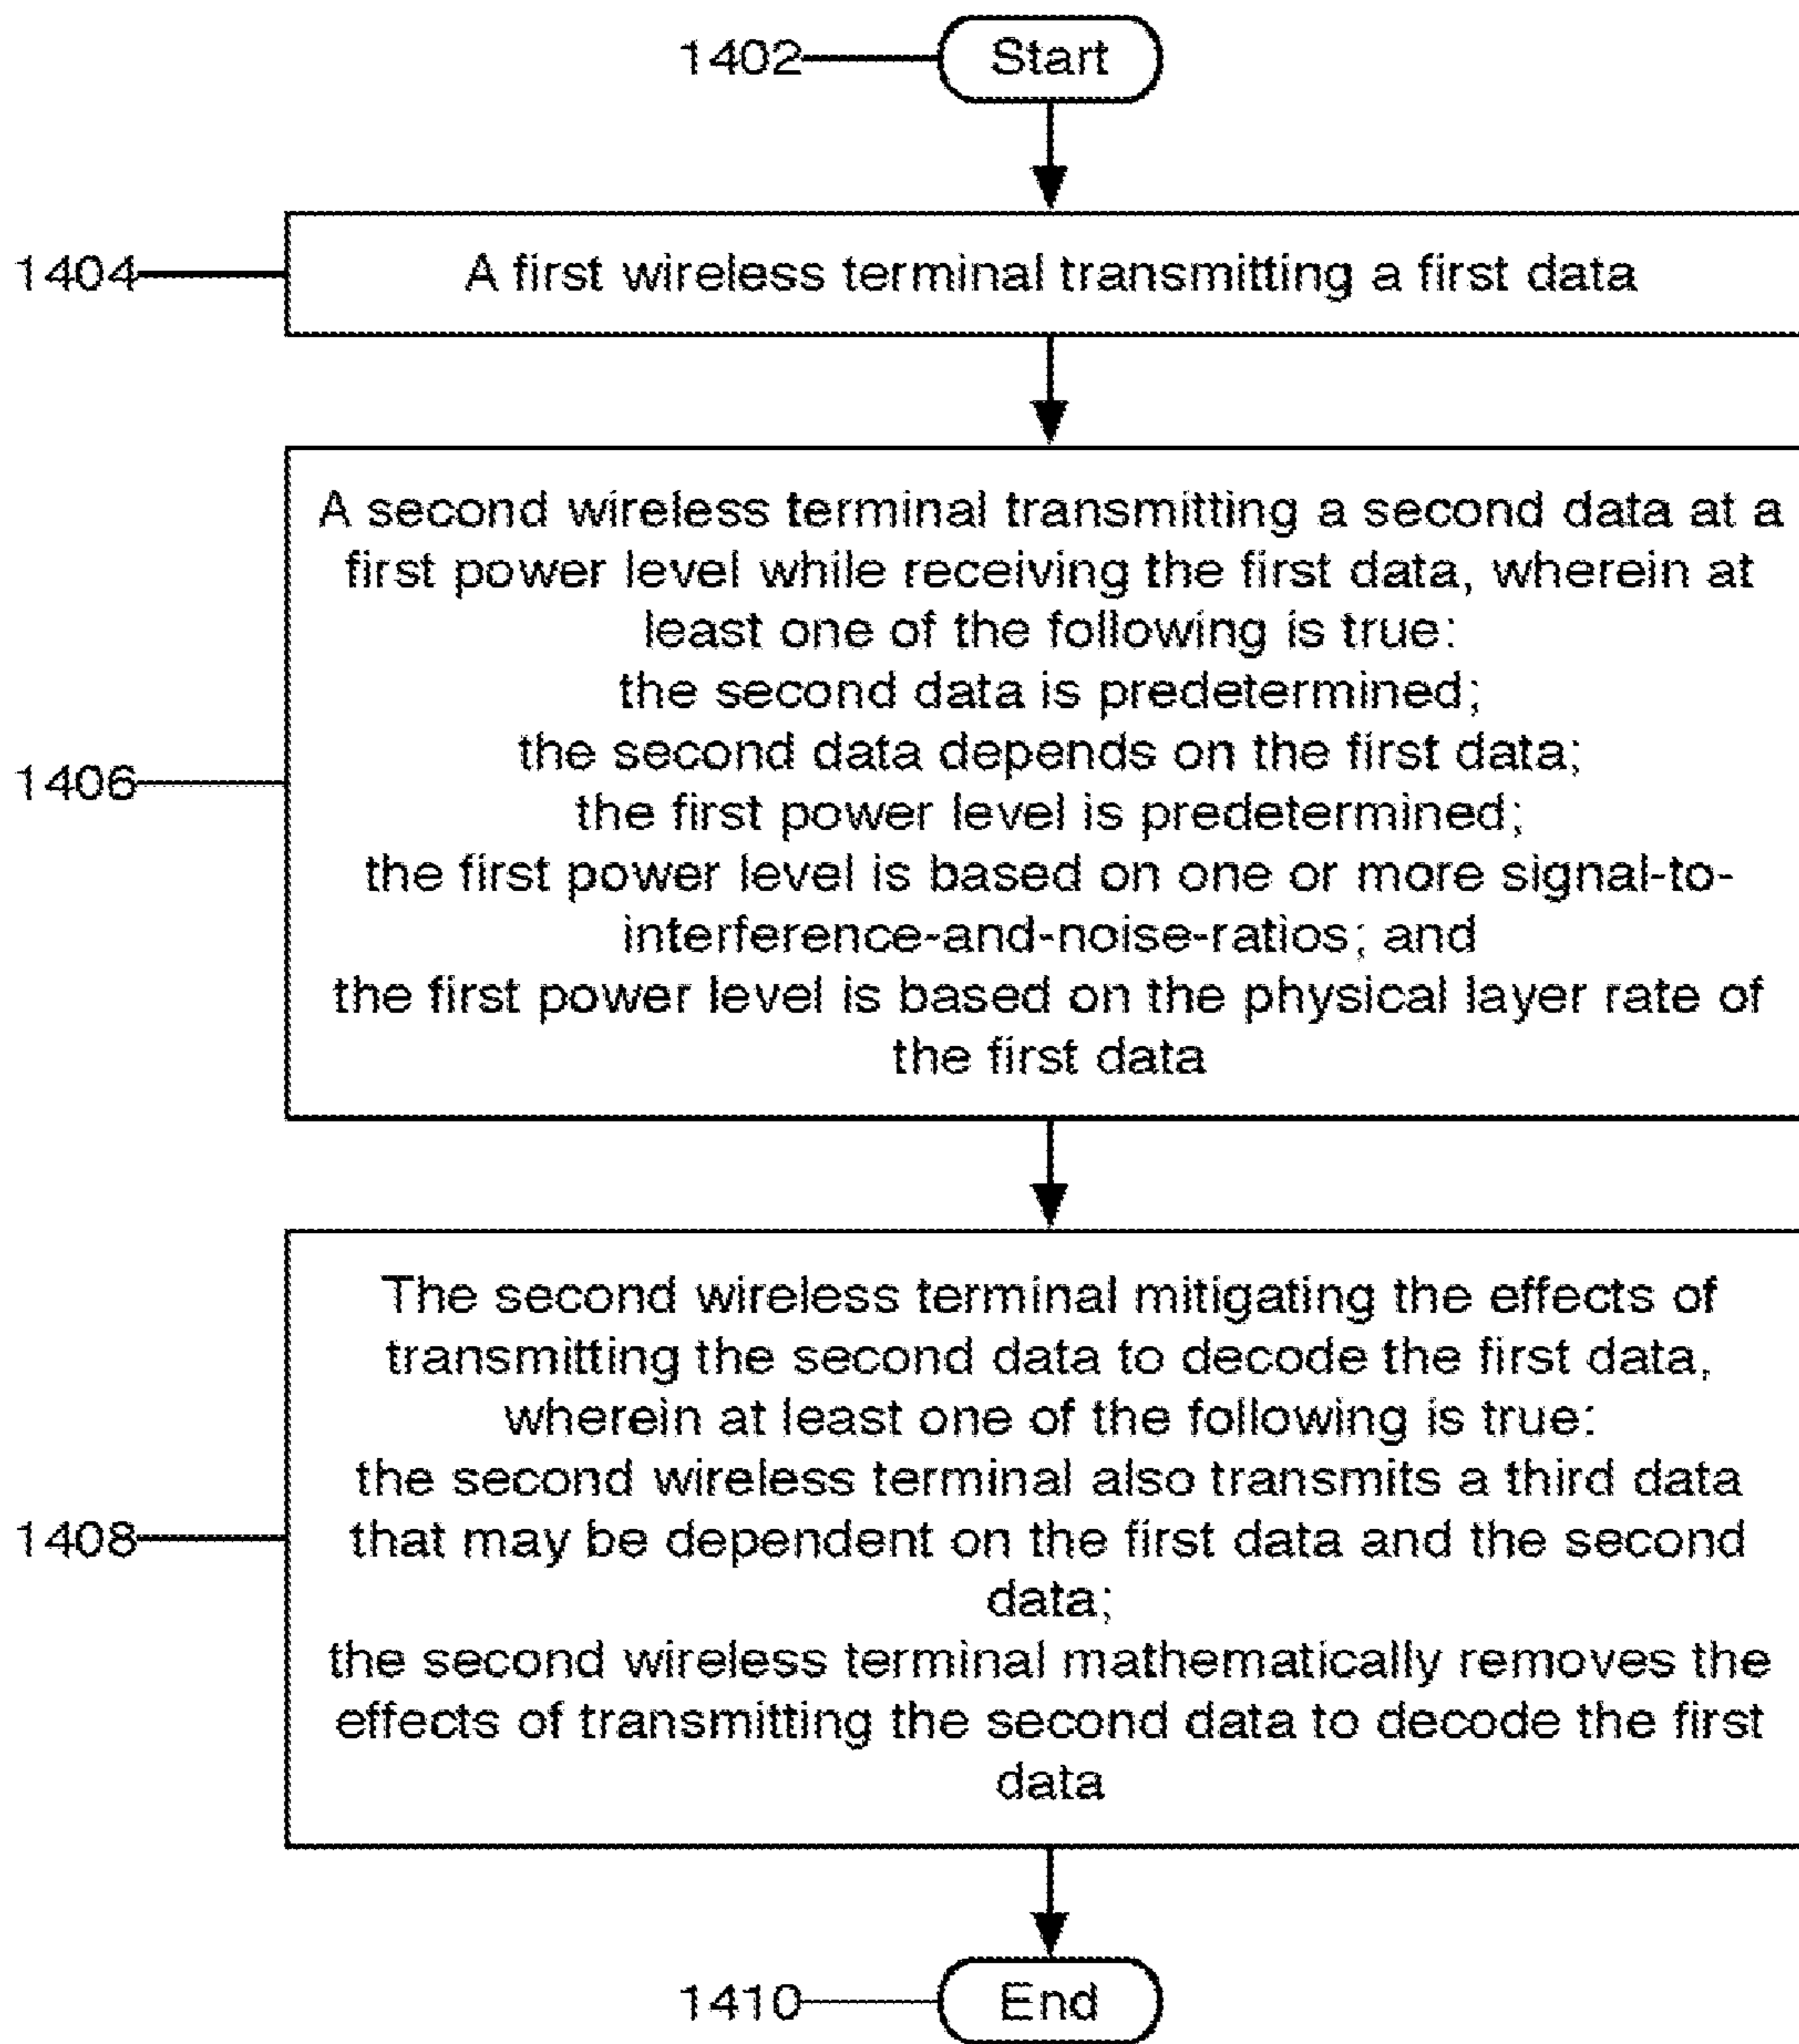 1402
Start
1404
A first wireless terminal transmitting a first data
A second wireless terminal transmitting a second data at a
first power level while receiving the first data, wherein at
least one of the following is true:
the second data is predetermined;
the second data depends on the first data;
1406
the first power level is predetermined;
the first power level is based on one or more signal-to-
interference-and-noise-ratios; and
the first power level is based on the physical layer rate of
the first data
The second wireless terminal mitigating the effects of
transmitting the second data to decode the first data,
wherein at least one of the following is true:
the second wireless terminal also transmits a third data
1408
that may be dependent on the first data and the second
data;
the second wireless terminal mathematically removes the
effects of transmitting the second data to decode the first
data
1410
End